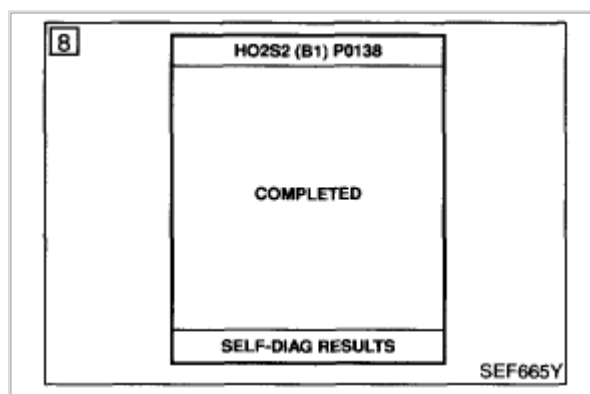 8
HO2S2 (B1) P0138
COMPLETED
SELF-DIAG RESULTS
SEF665Y